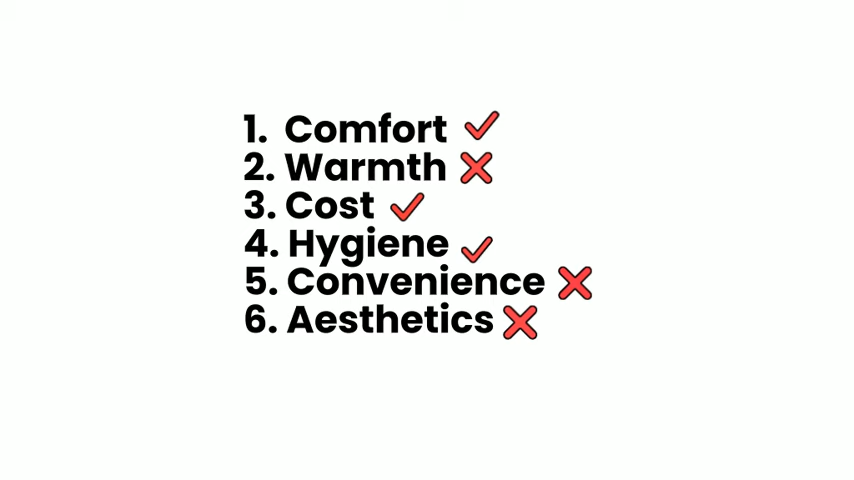 1. Comfort ✓
2. Warmth ✗
3. Cost ✓
4. Hygiene ✓
5. Convenience ✗
6. Aesthetics ✗